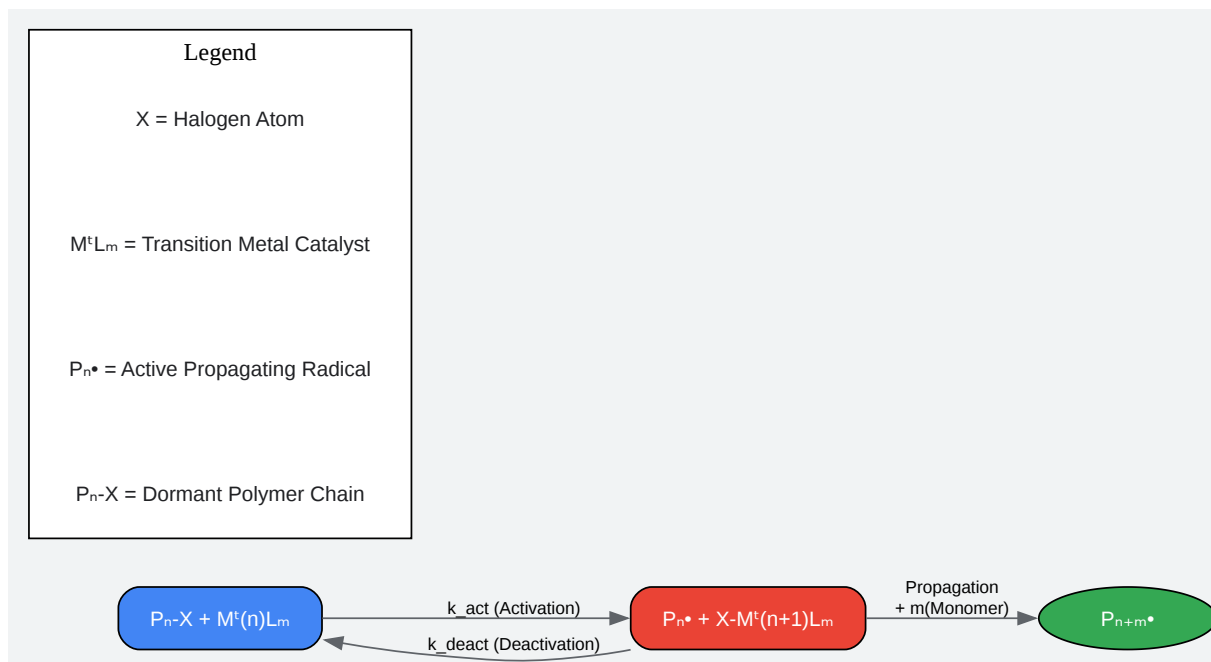 Legend
X = Halogen Atom
MᵗLₘ = Transition Metal Catalyst
Pₙ• = Active Propagating Radical
Pₙ-X = Dormant Polymer Chain
Pₙ-X + Mᵗ(n)Lₘ
k_act (Activation)
k_deact (Deactivation)
Pₙ• + X-Mᵗ(n+1)Lₘ
Propagation
+ m(Monomer)
Pₙ₊ₘ•